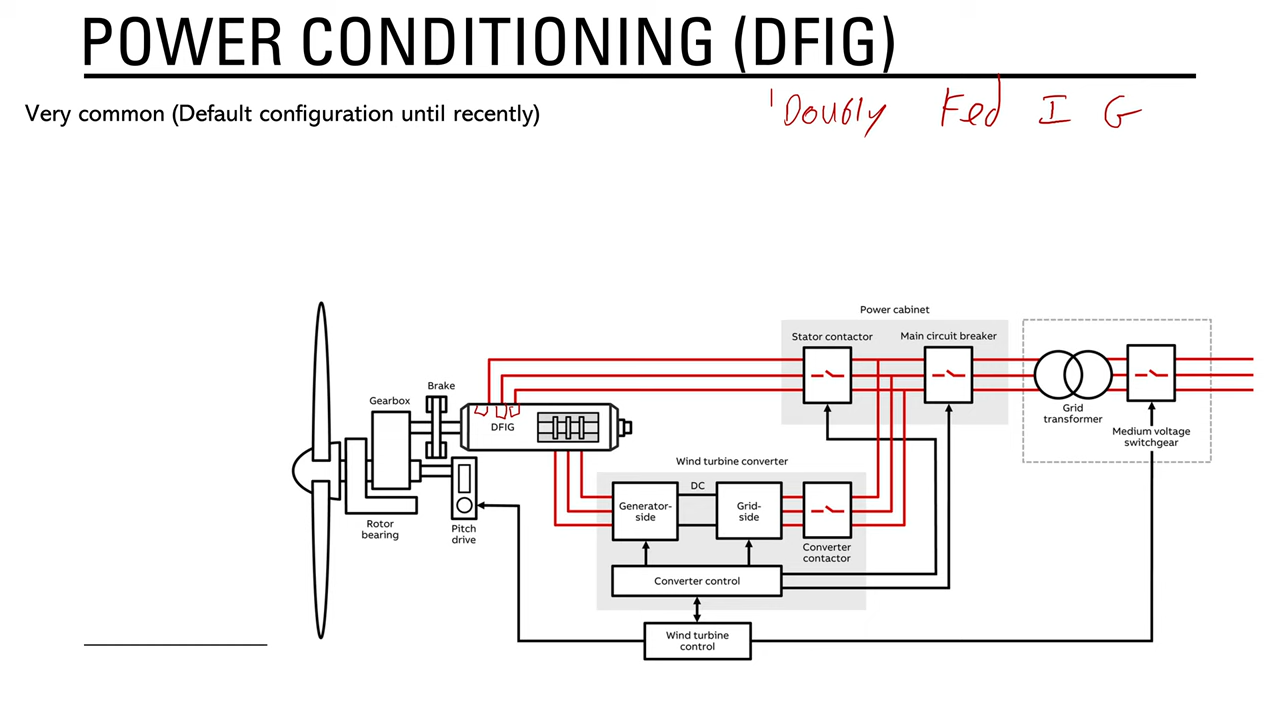 POWER CONDITIONING (DFIG)
Very common (Default configuration until recently)
Doubly Fed I G
Power cabinet
Stator contactor
Main circuit breaker
Brake
Gearbox
DFIG
Grid
transformer
Medium voltage
switchgear
Wind turbine converter
DC
Generator-
side
Grid-
side
Rotor
bearing
Pitch
drive
Converter
contactor
Converter control
Wind turbine
control